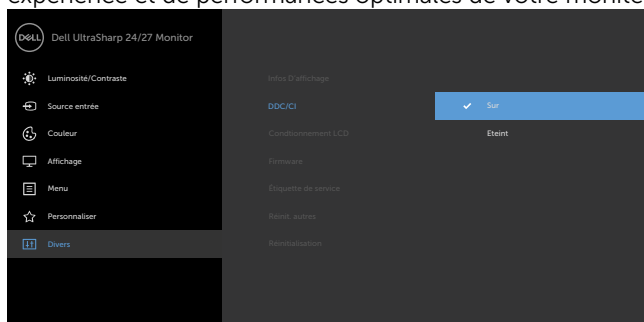 expérience et de performances optimales de votre monite
DELL Dell UltraSharp 24/27 Monitor
Luminosité/Contraste
Source entrée
Couleur
Affichage
Menu
Personnaliser
Divers
Infos D'affichage
DDC/CI
Conditionnement LCD
Firmware
Étiquette de service
Réinit. autres
Réinitialisation
Sur
Eteint